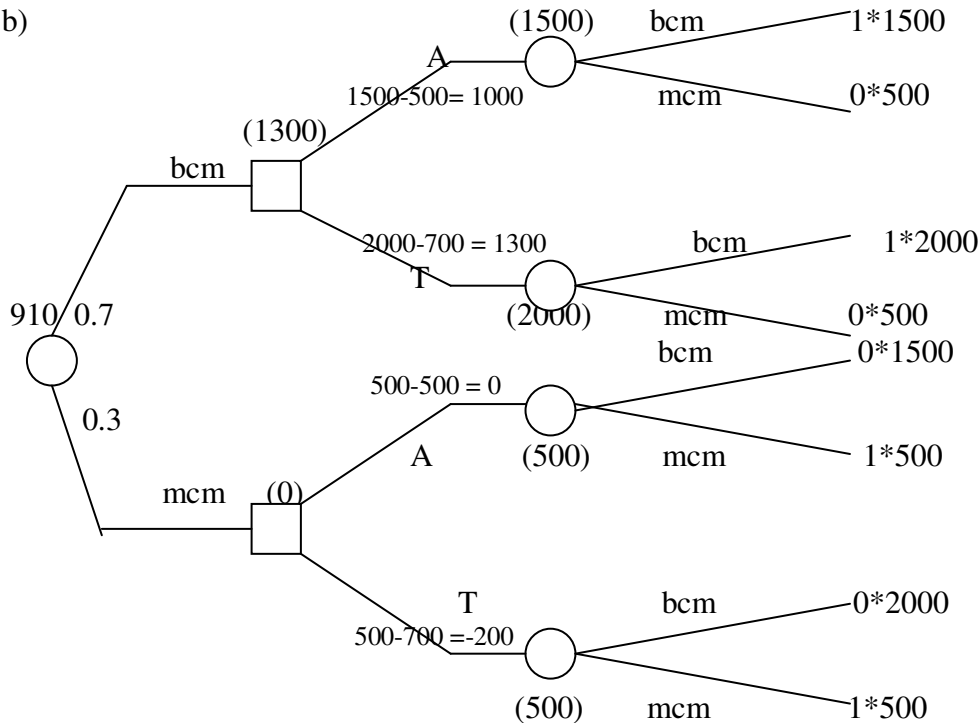 b)
(1500)
bcm
1*1500
A
1500-500= 1000
mcm
0*500
(1300)
bcm
2000-700 = 1300
bcm
1*2000
T
910
0.7
(2000)
mcm
0*500
bcm
0*1500
500-500 = 0
0.3
A
(500)
mcm
1*500
mcm
(0)
T
bcm
0*2000
500-700 =-200
(500)
mcm
1*500